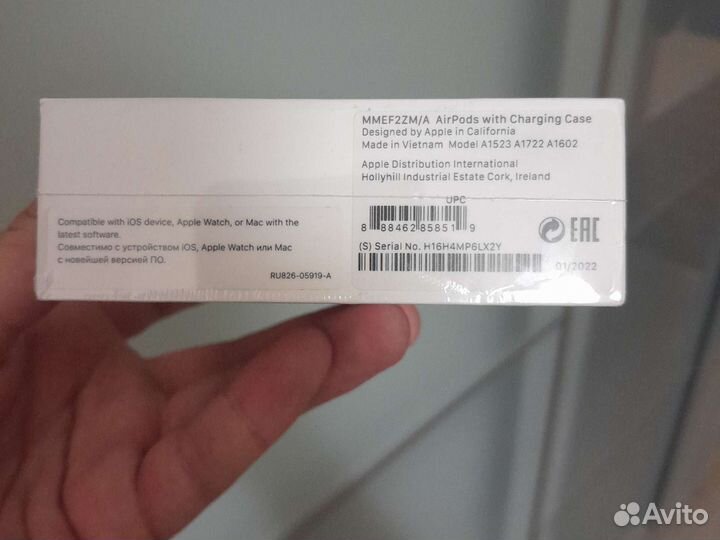 MMEF2ZM/A AirPods with Charging Case
Designed by Apple in California
Made in Vietnam Model A1523 A1722 A1602
Apple Distribution International
Hollyhill Industrial Estate Cork, Ireland
UPC
8 88462 85851 9
(S) Serial No. H16H4MP6LX2Y
EAC
01/2022
Compatible with iOS device, Apple Watch, or Mac with the
latest software.
Совместимо с устройством iOS, Apple Watch или Mac
с новейшей версией ПО.
RU826-05919-A
Avito